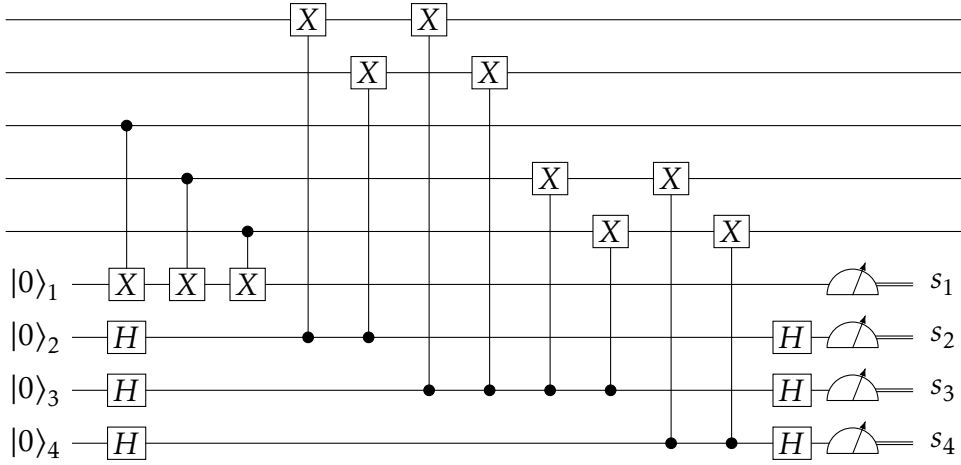 X X
X X
X X
X X
|0⟩₁ X X X s₁
|0⟩₂ H H s₂
|0⟩₃ H H s₃
|0⟩₄ H H s₄